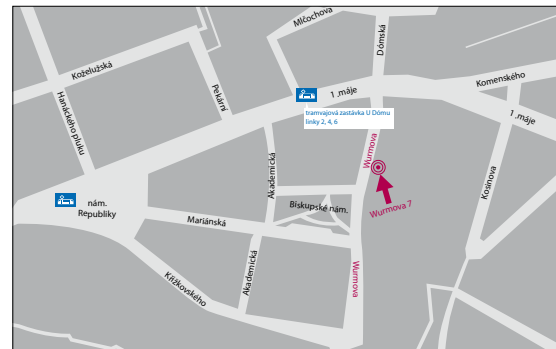 Mlčochova
Dómská
Koželužská
Komenského
Hanáckého pluku
Pekární
1 .máje
tramvajová zastávka U Dómu
linky 2, 4, 6
1 .máje
Wurmova
Akademická
Kosinova
nám.
Republiky
Biskupské nám.
Wurmova 7
Mariánská
Akademická
Wurmova
Křížkovského